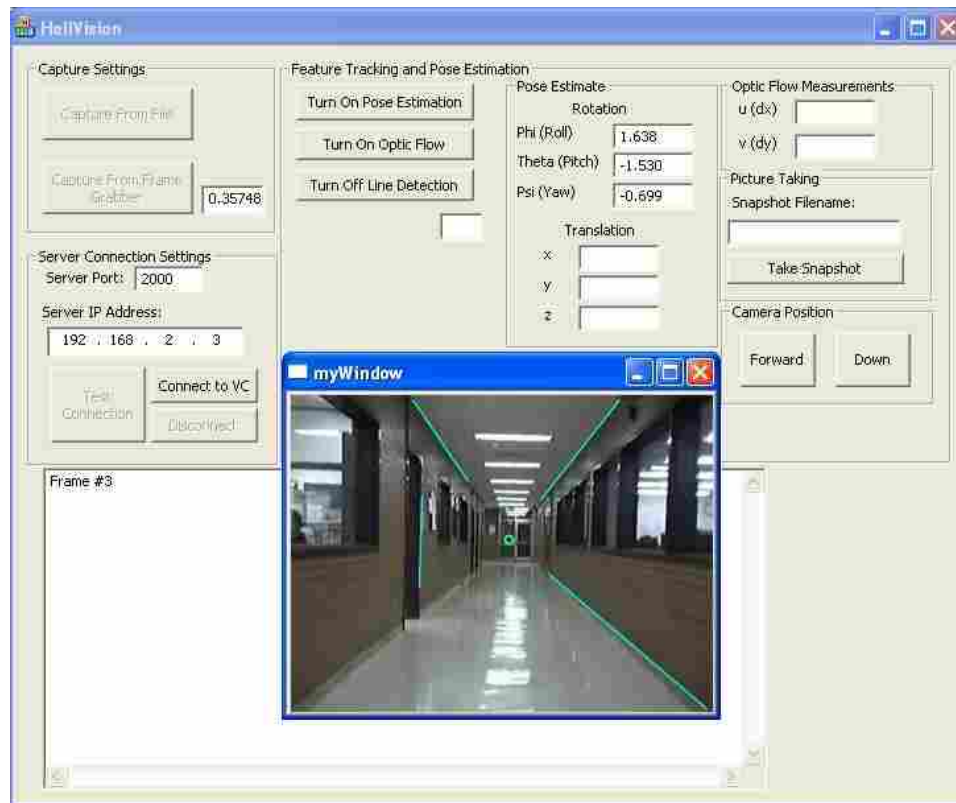 HeliVision
Capture Settings
Capture From File
Capture From Frame
Grabber
0.35748
Server Connection Settings
Server Port: 2000
Server IP Address:
192 . 168 . 2 . 3
Test
Connection
Connect to VC
Disconnect
Feature Tracking and Pose Estimation
Turn On Pose Estimation
Turn On Optic Flow
Turn Off Line Detection
Pose Estimate
Rotation
Phi (Roll) 1.638
Theta (Pitch) -1.530
Psi (Yaw) -0.699
Translation
x
y
z
Optic Flow Measurements
u (dx)
v (dy)
Picture Taking
Snapshot Filename:
Take Snapshot
Camera Position
Forward
Down
myWindow
Frame #3